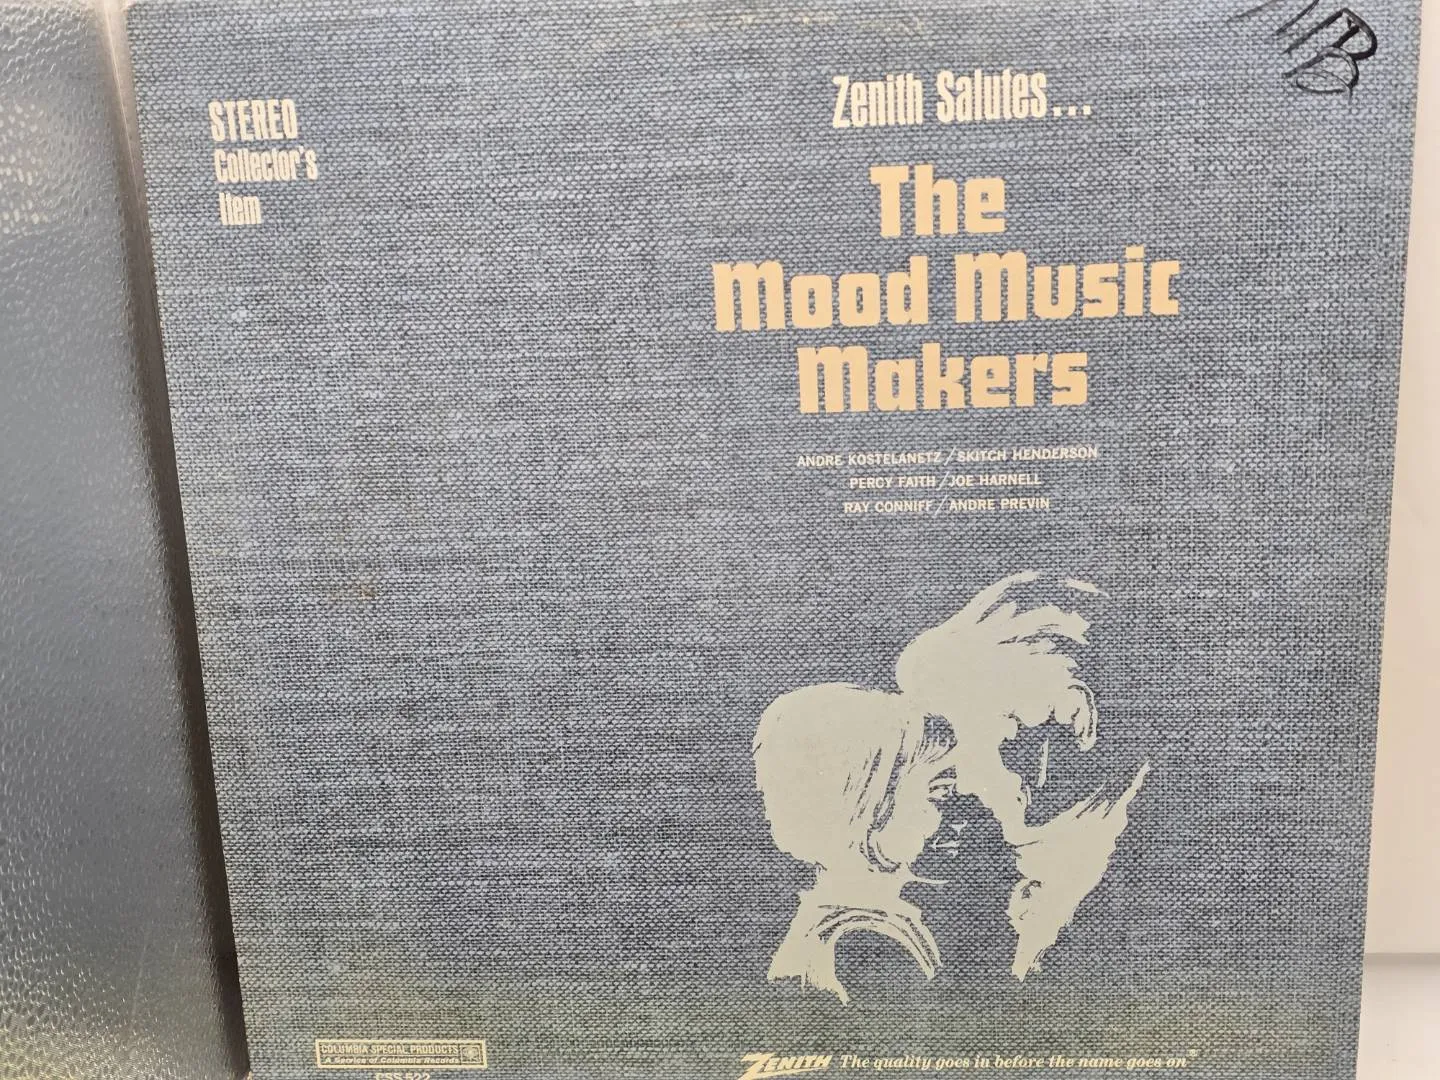 STEREO
Collector's
Item
Zenith Salutes...
The
Mood Music
Makers
ANDRE KOSTELANETZ / SKITCH HENDERSON
PERCY FAITH / JOE HARNELL
RAY CONNIFF / ANDRE PREVIN
COLUMBIA SPECIAL PRODUCTS
A Service of Columbia Records
ZENITH The quality goes in before the name goes on®